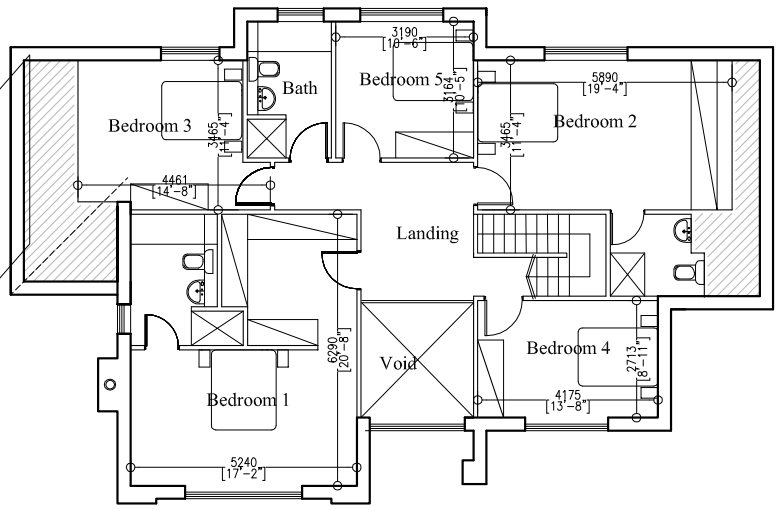 3190
[10'-6"]
Bath
Bedroom 5
3164
[10'-5"]
5890
[19'-4"]
Bedroom 3
3465
[11'-4"]
3465
[11'-4"]
Bedroom 2
4461
[14'-8"]
Landing
6290
[20'-8"]
Void
Bedroom 4
2713
[8'-11"]
Bedroom 1
4175
[13'-8"]
5240
[17'-2"]